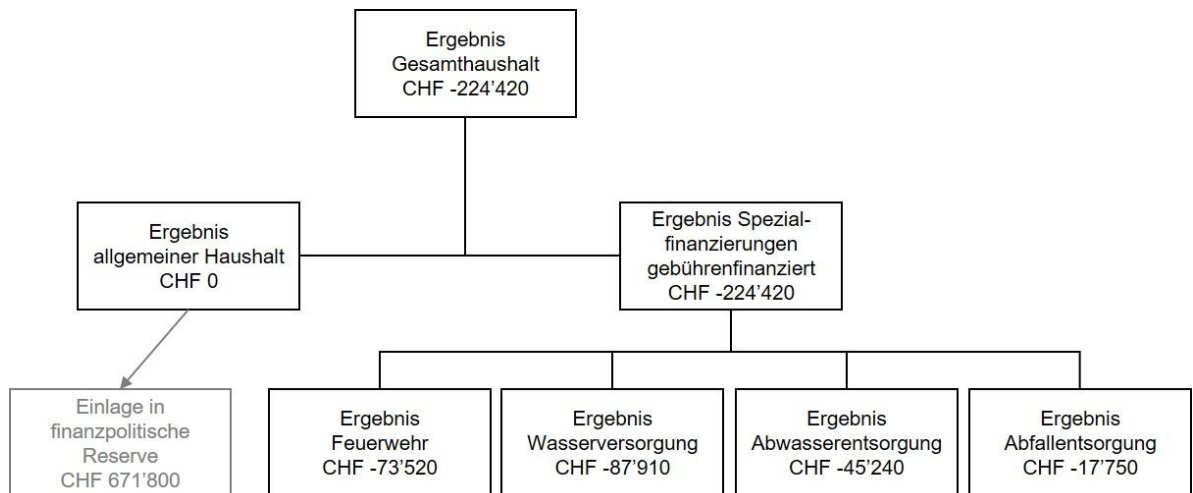 Ergebnis
Gesamthaushalt
CHF -224’420
Ergebnis
allgemeiner Haushalt
CHF 0
Ergebnis Spezial-
finanzierungen
gebührenfinanziert
CHF -224’420
Einlage in
finanzpolitische
Reserve
CHF 671’800
Ergebnis
Feuerwehr
CHF -73’520
Ergebnis
Wasserversorgung
CHF -87’910
Ergebnis
Abwasserentsorgung
CHF -45’240
Ergebnis
Abfallentsorgung
CHF -17’750